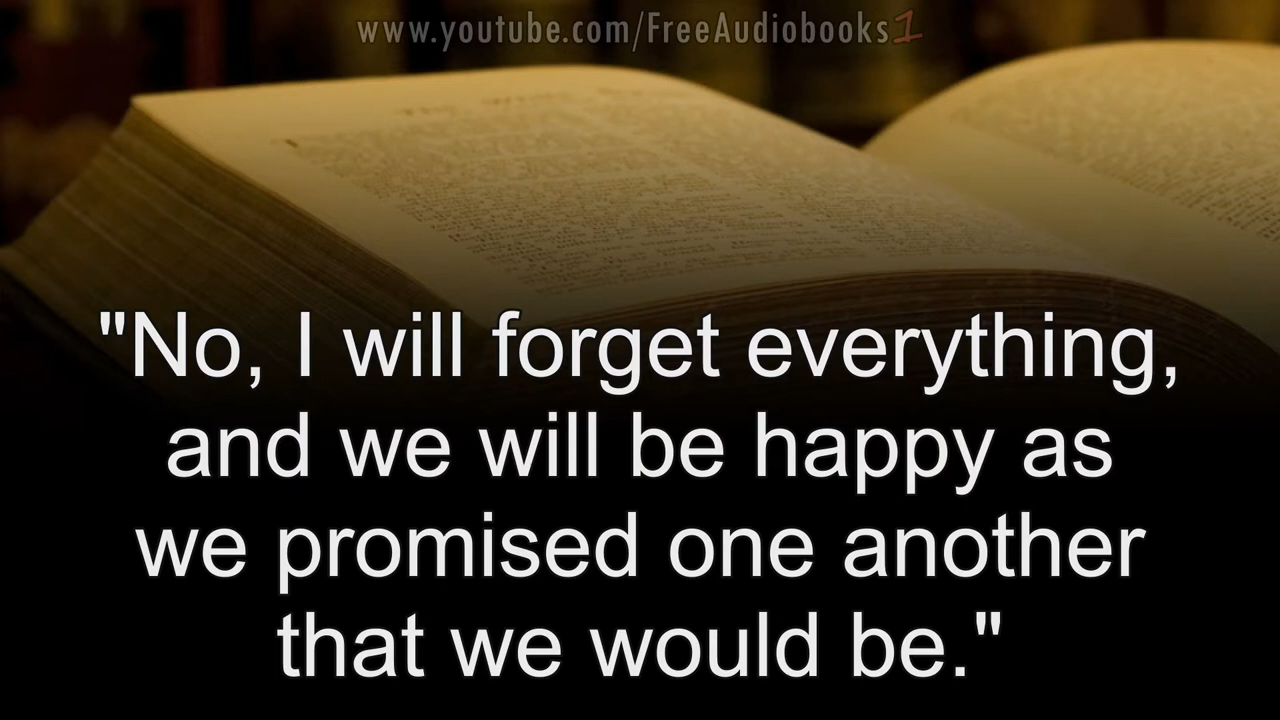 www.youtube.com/FreeAudiobooks1
"No, I will forget everything,
and we will be happy as
we promised one another
that we would be."